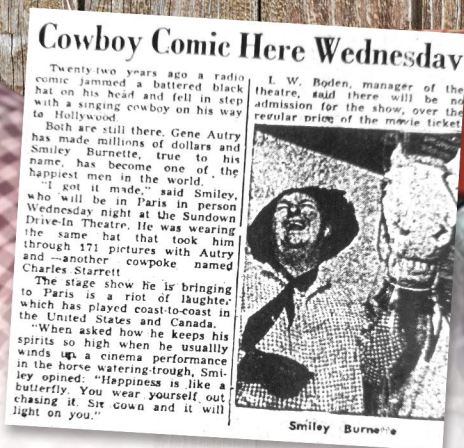 Cowboy Comic Here Wednesday
Twenty-two years ago a radio
comic jammed a battered black
hat on his head and fell in step
with a singing cowboy on his way
to Hollywood.
Both are still there. Gene Autry
has made millions of dollars and
Smiley Burnette, true to his
name, has become one of the
happiest men in the world.
"I got it made," said Smiley,
who will be in Paris in person
Wednesday night at the Sundown
Drive-In Theatre. He was wearing
the same hat that took him
through 171 pictures with Autry
and —another cowpoke named
Charles Starrett
The stage show he is bringing
to Paris is a riot of laughter
which has played coast-to-coast in
the United States and Canada.
"When asked how he keeps his
spirits so high when he usuallly
winds up a cinema performance
in the horse watering-trough, Smi-
ley opined: "Happiness is like a
butterfly. You wear yourself out
chasing it. Sit down and it will
light on you."
I. W. Boden, manager of the
theatre, said there will be no
admission for the show, over the
regular price of the movie ticket
Smiley Burnette